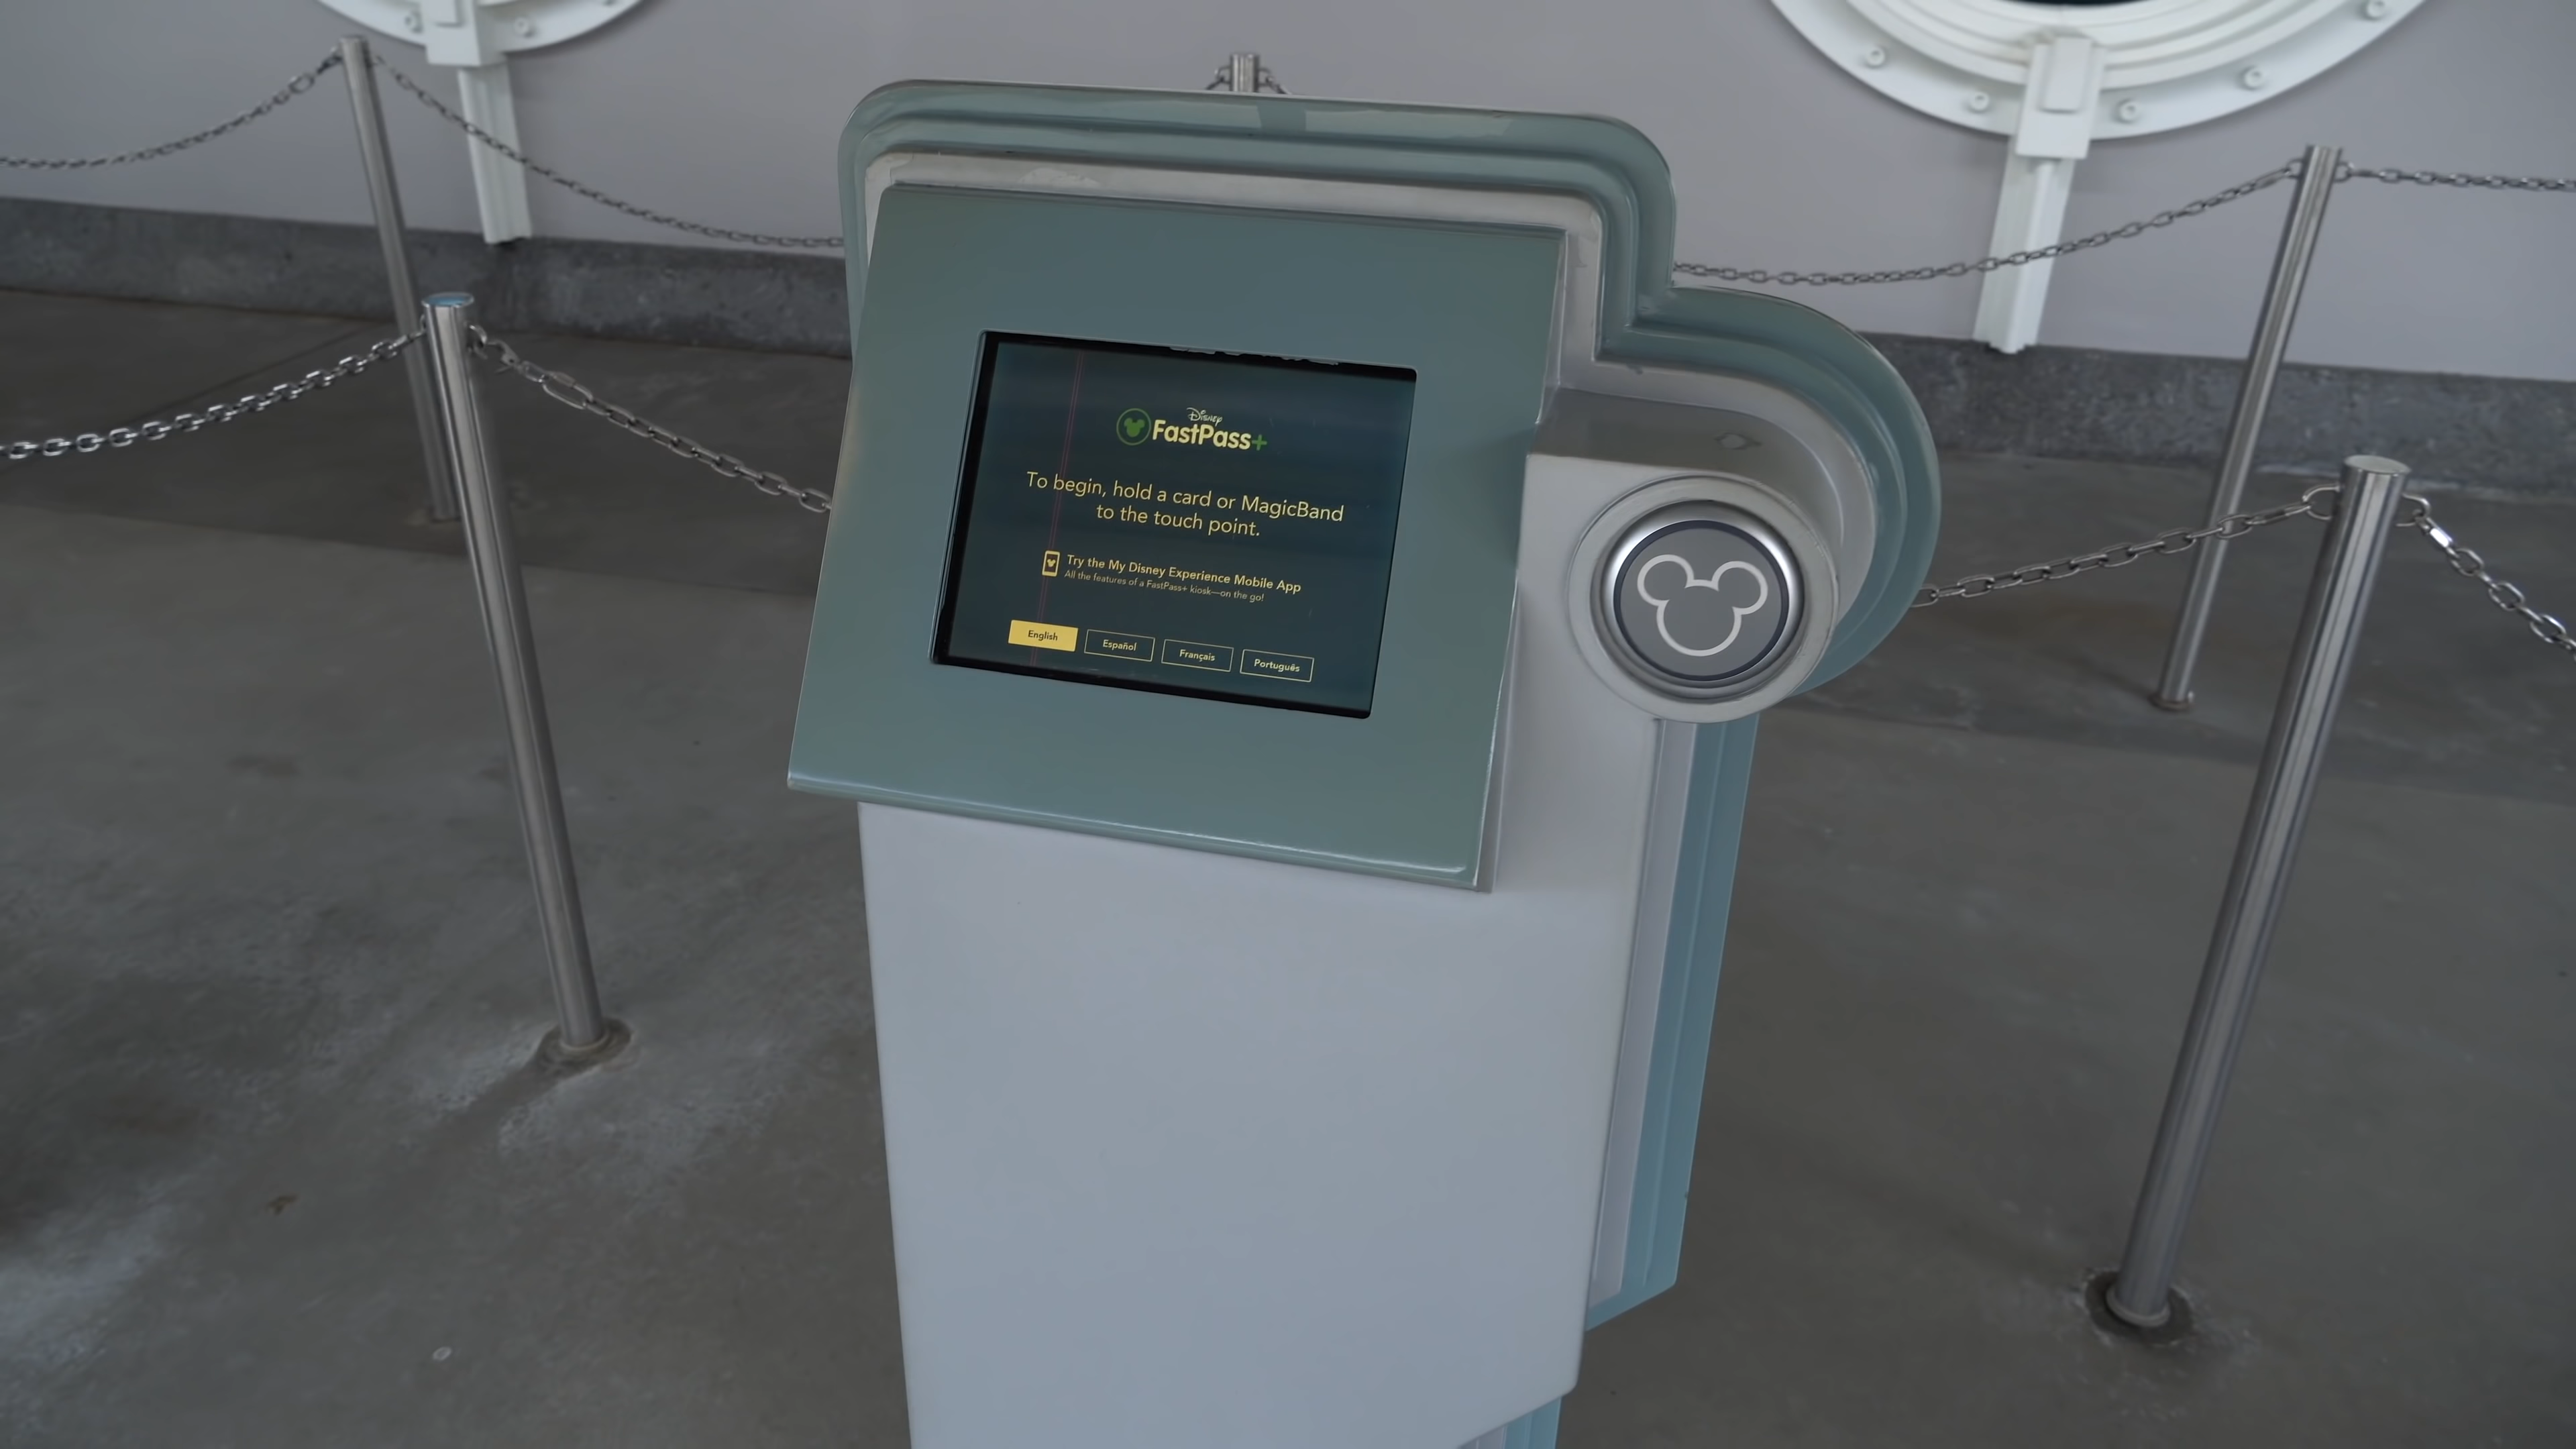 Disney
FastPass+
To begin, hold a card or MagicBand
to the touch point.
Try the My Disney Experience Mobile App
All the features of a FastPass+ kiosk—on the go!
English
Español
Français
Português